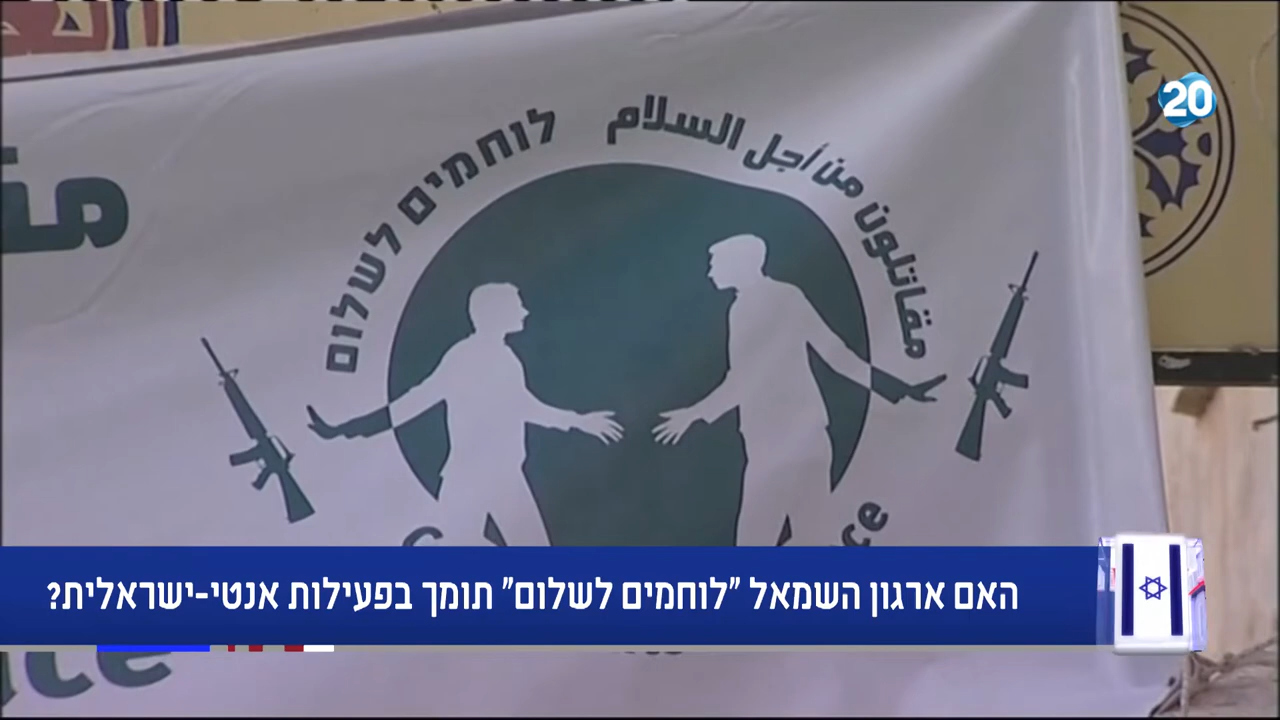 20
לוחמים לשלום
مقاتلون من أجل السلام
האם ארגון השמאל "לוחמים לשלום" תומך בפעילות אנטי-ישראלית?